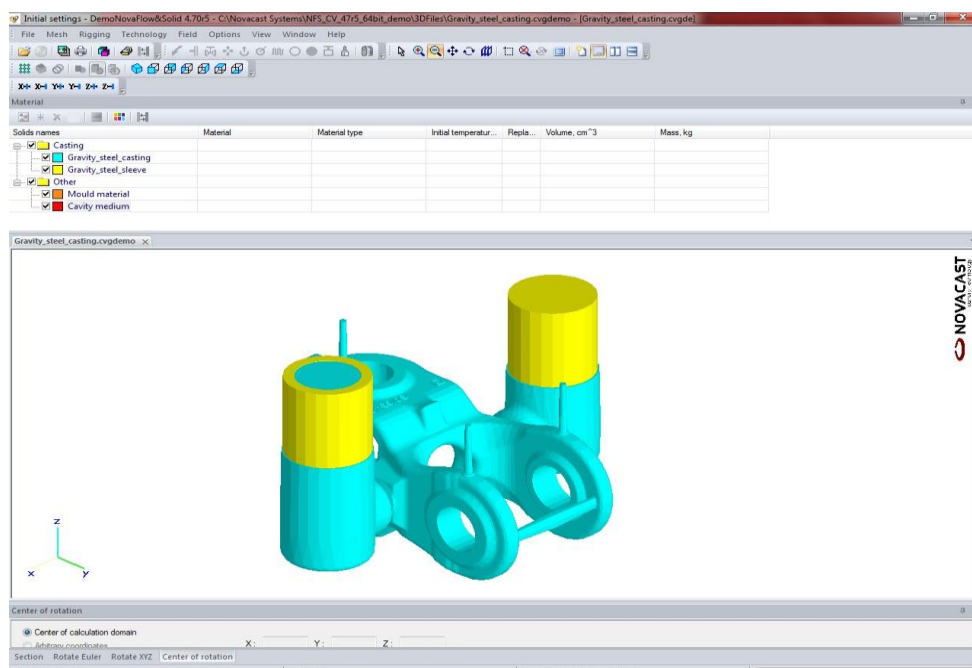 Initial settings - DemoNovaFlow&Solid 4.70r5 - C:\Novacast Systems\NFS_CV_47r5_64bit_demo\3DFiles\Gravity_steel_casting.cvgdemo - [Gravity_steel_casting.cvgde]
File Mesh Rigging Technology Field Options View Window Help
X+ X- Y+ Y- Z+ Z-
Material
Solids names Material Material type Initial temperatur... Repla... Volume, cm^3 Mass, kg
Casting
Gravity_steel_casting
Gravity_steel_sleeve
Other
Mould material
Cavity medium
Gravity_steel_casting.cvgdemo
NOVACAST
z
x y
Center of rotation
Center of calculation domain
Arbitrary coordinates X: Y: Z:
Section Rotate Euler Rotate XYZ Center of rotation